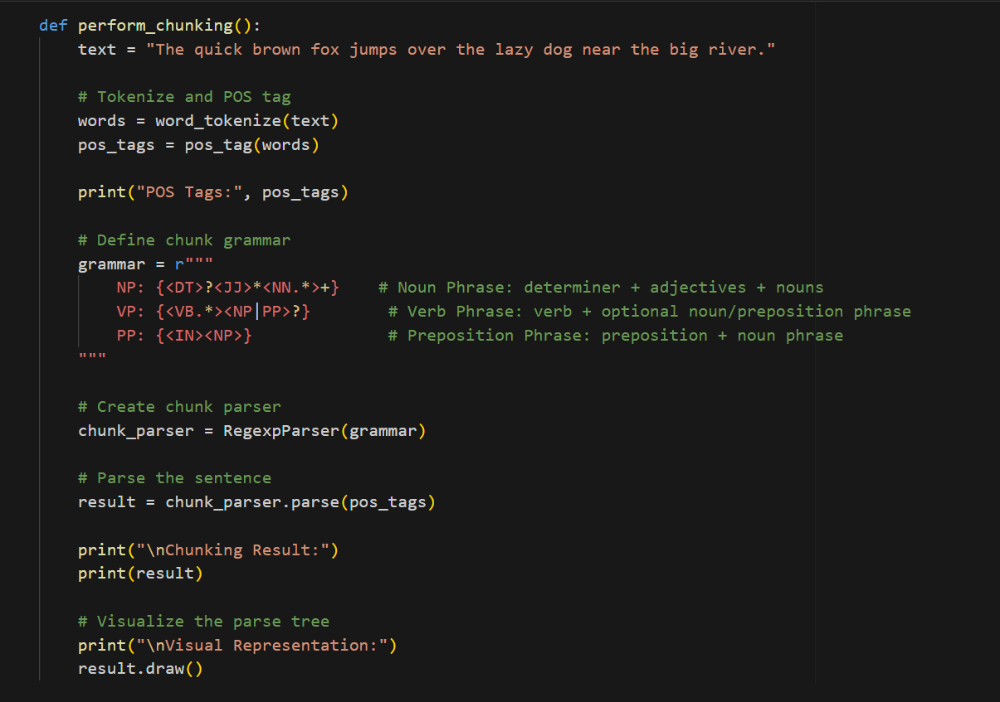 def perform_chunking():
    text = "The quick brown fox jumps over the lazy dog near the big river."

    # Tokenize and POS tag
    words = word_tokenize(text)
    pos_tags = pos_tag(words)

    print("POS Tags:", pos_tags)

    # Define chunk grammar
    grammar = r"""
        NP: {<DT>?<JJ>*<NN.*>+}    # Noun Phrase: determiner + adjectives + nouns
        VP: {<VB.*><NP|PP>?}        # Verb Phrase: verb + optional noun/preposition phrase
        PP: {<IN><NP>}              # Preposition Phrase: preposition + noun phrase
    """

    # Create chunk parser
    chunk_parser = RegexpParser(grammar)

    # Parse the sentence
    result = chunk_parser.parse(pos_tags)

    print("\nChunking Result:")
    print(result)

    # Visualize the parse tree
    print("\nVisual Representation:")
    result.draw()